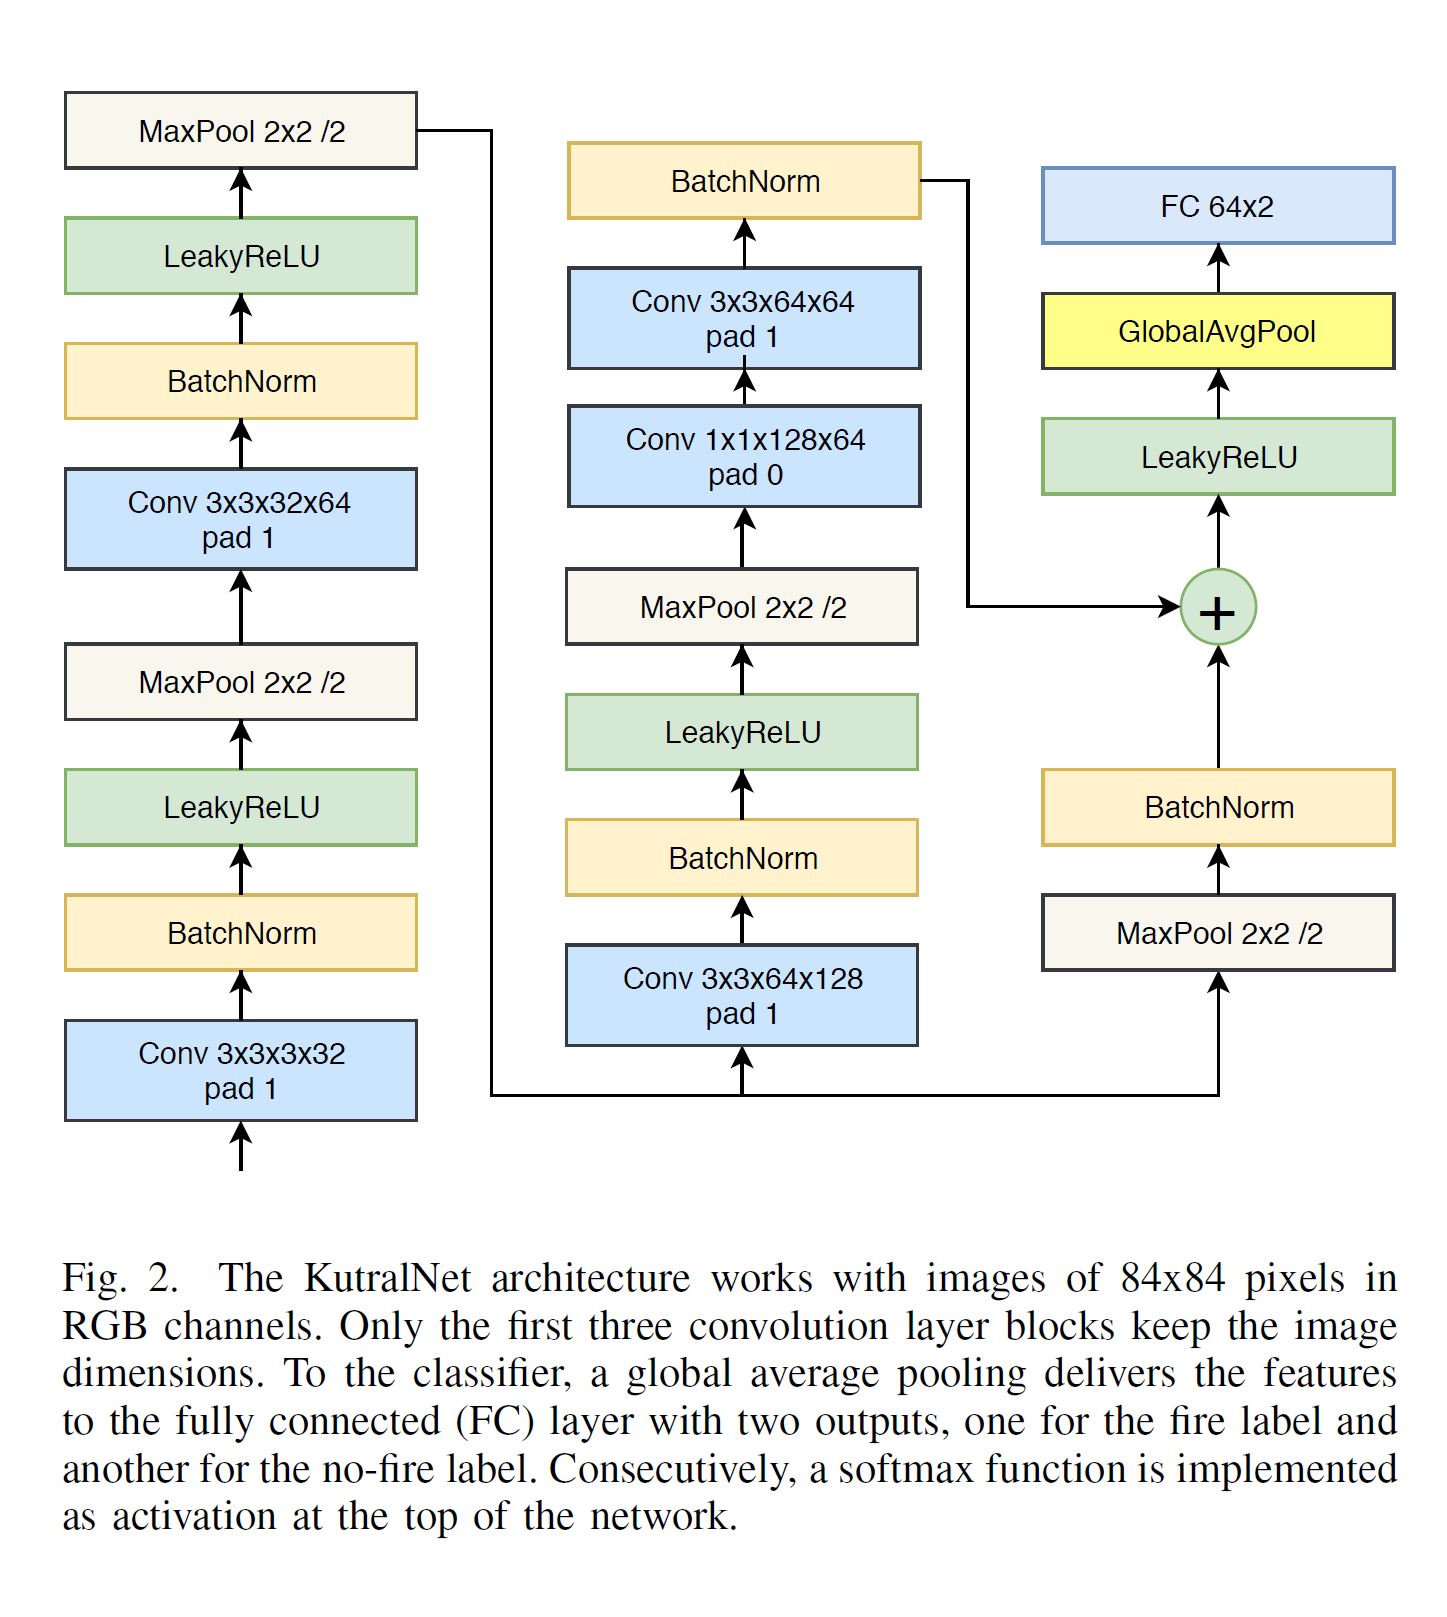 MaxPool 2x2 /2
LeakyReLU
BatchNorm
Conv 3x3x32x64
pad 1
MaxPool 2x2 /2
LeakyReLU
BatchNorm
Conv 3x3x3x32
pad 1
BatchNorm
Conv 3x3x64x64
pad 1
Conv 1x1x128x64
pad 0
MaxPool 2x2 /2
LeakyReLU
BatchNorm
Conv 3x3x64x128
pad 1
FC 64x2
GlobalAvgPool
LeakyReLU
+
BatchNorm
MaxPool 2x2 /2
Fig. 2. The KutralNet architecture works with images of 84x84 pixels in
RGB channels. Only the first three convolution layer blocks keep the image
dimensions. To the classifier, a global average pooling delivers the features
to the fully connected (FC) layer with two outputs, one for the fire label and
another for the no-fire label. Consecutively, a softmax function is implemented
as activation at the top of the network.